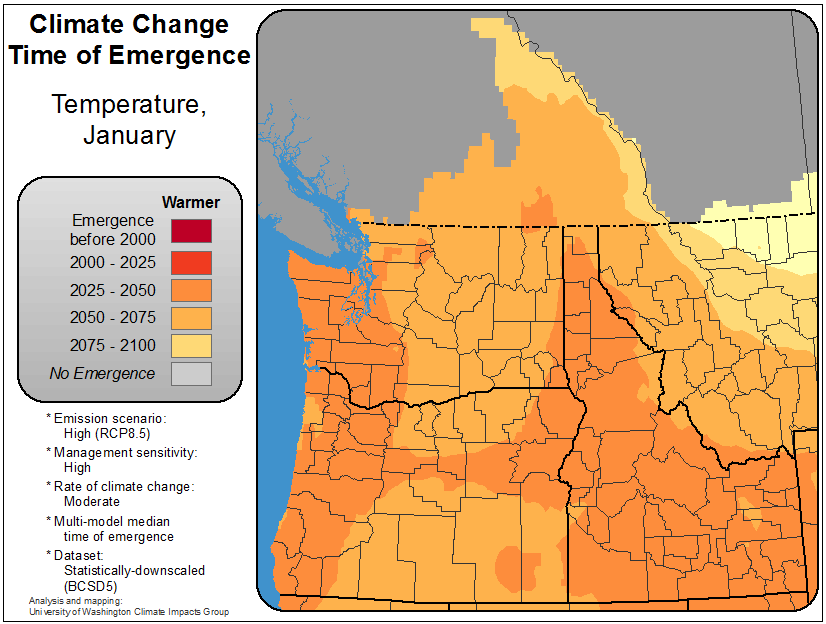 Climate Change
Time of Emergence
Temperature,
January
Warmer
Emergence
before 2000
2000 - 2025
2025 - 2050
2050 - 2075
2075 - 2100
No Emergence
* Emission scenario:
High (RCP8.5)
* Management sensitivity:
High
* Rate of climate change:
Moderate
* Multi-model median
time of emergence
* Dataset:
Statistically-downscaled
(BCSD5)
Analysis and mapping:
University of Washington Climate Impacts Group